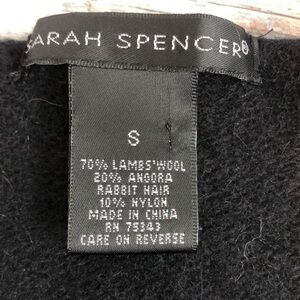 SARAH SPENCER®
S
70% LAMBS'WOOL
20% ANGORA
RABBIT HAIR
10% NYLON
MADE IN CHINA
RN 75343
CARE ON REVERSE